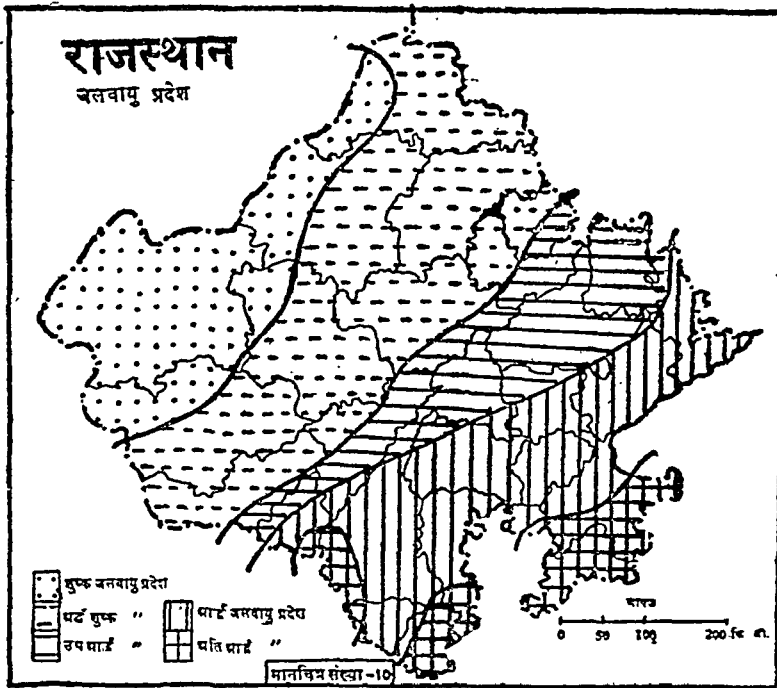 राजस्थान
जलवायु प्रदेश
शुष्क जलवायु प्रदेश
अर्द्ध शुष्क "
उप आर्द्र "
आर्द्र जलवायु प्रदेश
अति आर्द्र "
मापक
0 50 100 200 कि. मी.
मानचित्र संख्या -10